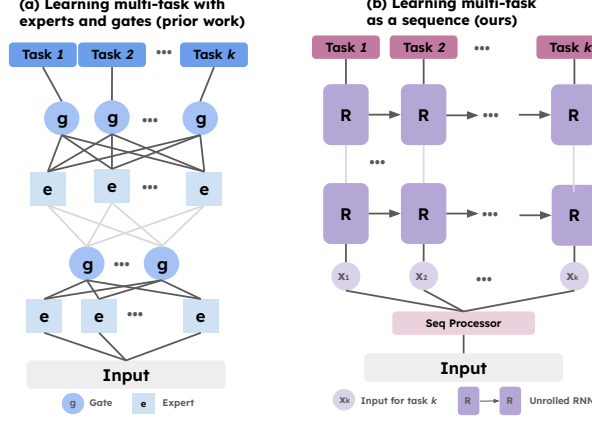 (a) Learning multi-task with
experts and gates (prior work)
Task 1 Task 2 ... Task k
g g ... g
e e ... e
g ... g
e e ... e
Input
g Gate e Expert
(b) Learning multi-task
as a sequence (ours)
Task 1 Task 2 ... Task k
R R ... R
...
R R ... R
x1 x2 ... xk
Seq Processor
Input
xk Input for task k R R Unrolled RNN